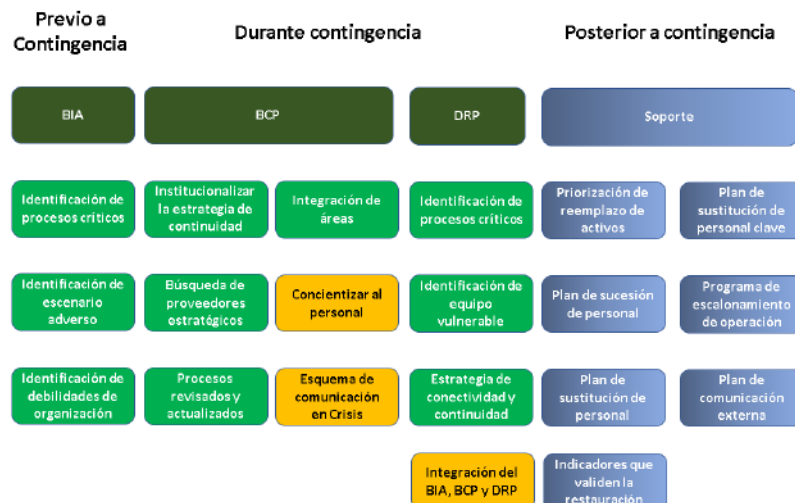 Previo a
Contingencia
Durante contingencia
Posterior a contingencia
BIA
BCP
DRP
Soporte
Identificación de
procesos críticos
Institucionalizar
la estrategia de
continuidad
Integración de
áreas
Identificación de
procesos críticos
Priorización de
reemplazo de
activos
Plan de
sustitución de
personal clave
Identificación de
escenario
adverso
Búsqueda de
proveedores
estratégicos
Concientizar al
personal
Identificación de
equipo
vulnerable
Plan de sucesión
de personal
Programa de
escalonamiento
de operación
Identificación de
debilidades de
organización
Procesos
revisados y
actualizados
Esquema de
comunicación
en Crisis
Estrategia de
conectividad y
continuidad
Plan de
sustitución de
personal
Plan de
comunicación
externa
Integración del
BIA, BCP y DRP
Indicadores que
validen la
restauración